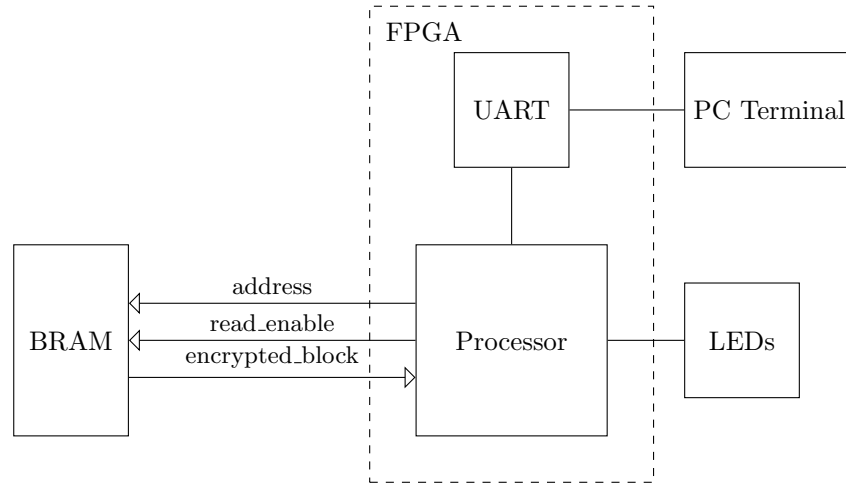 FPGA
UART
PC Terminal
address
read_enable
BRAM
encrypted_block
Processor
LEDs